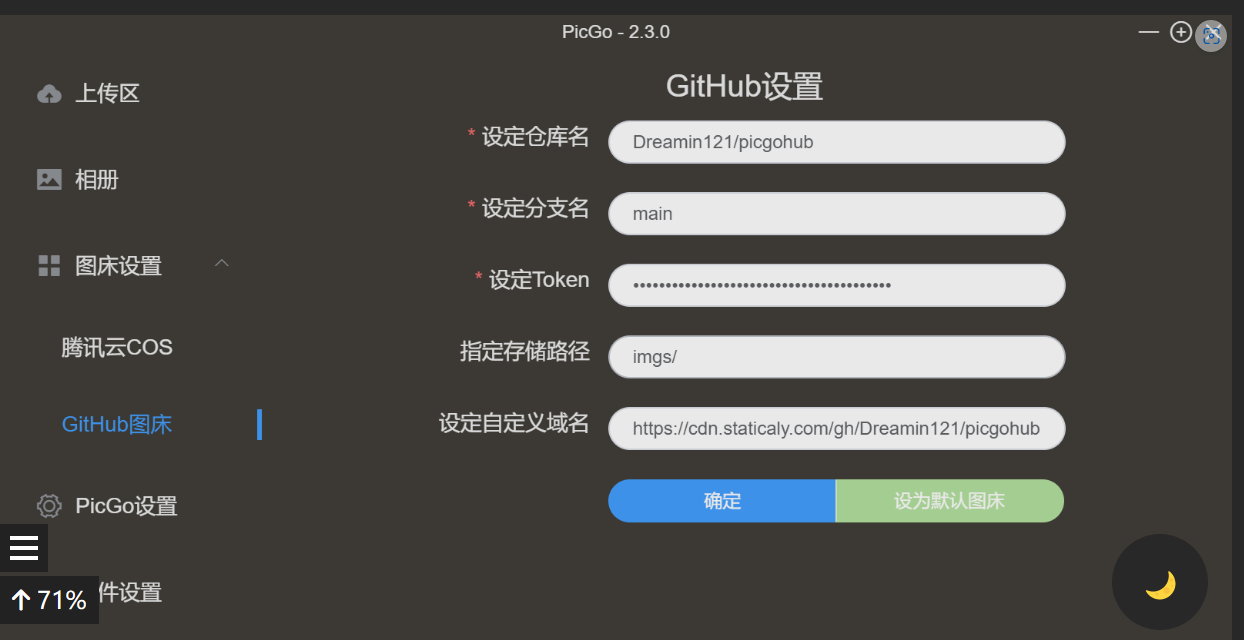 PicGo - 2.3.0
上传区
相册
图床设置
腾讯云COS
GitHub图床
PicGo设置
件设置
71%
GitHub设置
* 设定仓库名
Dreamin121/picgohub
* 设定分支名
main
* 设定Token
••••••••••••••••••••••••••••••••••••••••
指定存储路径
imgs/
设定自定义域名
https://cdn.staticaly.com/gh/Dreamin121/picgohub
确定
设为默认图床